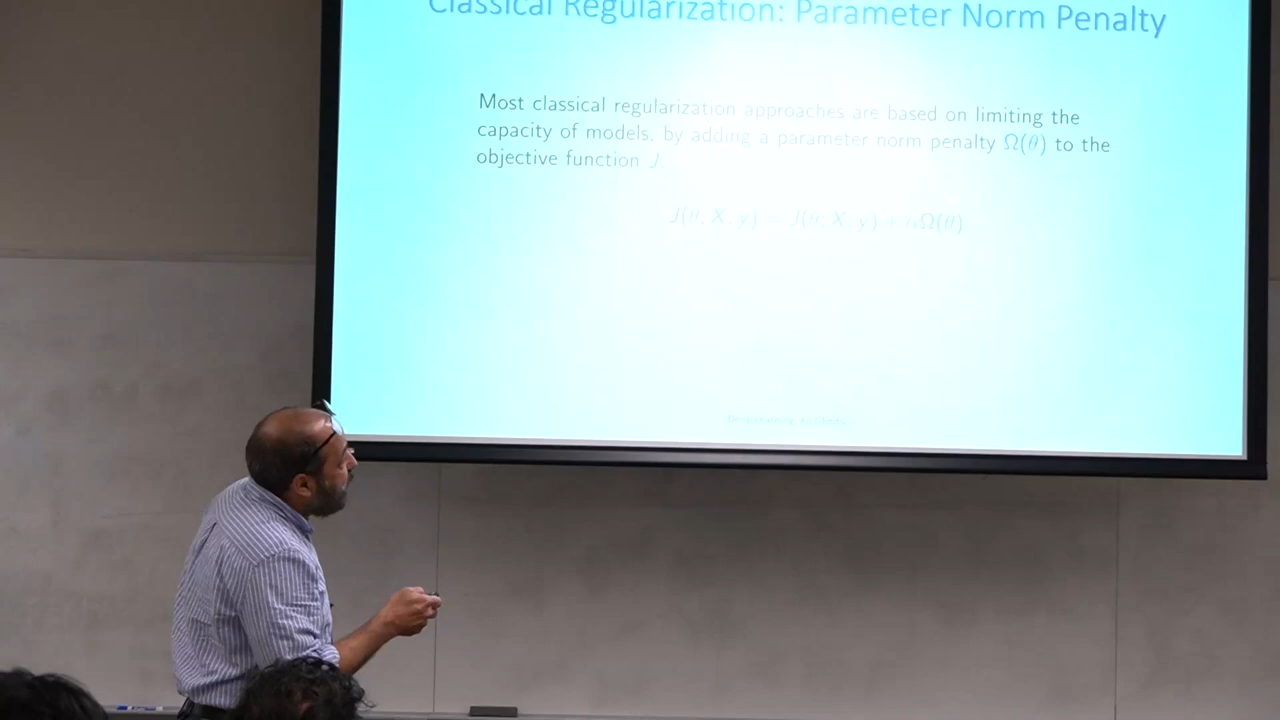 Classical Regularization: Parameter Norm Penalty
Most classical regularization approaches are based on limiting the
capacity of models, by adding a parameter norm penalty Ω(θ) to the
objective function J.
J(θ; X, y) = J(θ; X, y) + αΩ(θ)